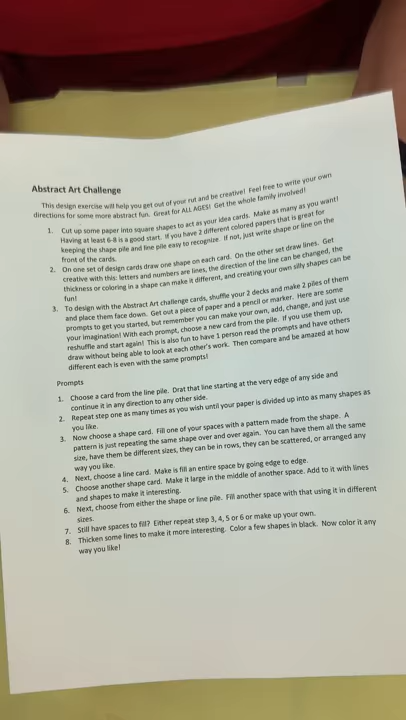 Abstract Art Challenge
This design exercise will help you get out of your rut and be creative! Feel free to write your own
directions for some more abstract fun. Great for ALL AGES! Get the whole family involved!
1. Cut up some paper into square shapes to act as your idea cards. Make as many as you want!
Having at least 6-8 is a good start. If you have 2 different colored papers that is great for
keeping the shape pile and line pile easy to recognize. If not, just write shape or line on the
front of the cards.
2. On one set of design cards draw one shape on each card. On the other set draw lines. Get
creative with this: letters and numbers are lines, the direction of the line can be changed, the
thickness or coloring in a shape can make it different, and creating your own silly shapes can be
fun!
3. To design with the Abstract Art challenge cards, shuffle your 2 decks and make 2 piles of them
and place them face down. Get out a piece of paper and a pencil or marker. Here are some
prompts to get you started, but remember you can make your own, add, change, and just use
your imagination! With each prompt, choose a new card from the pile. If you use them up,
reshuffle and start again! This is also fun to have 1 person read the prompts and have others
draw without being able to look at each other's work. Then compare and be amazed at how
different each is even with the same prompts!
Prompts
1. Choose a card from the line pile. Drat that line starting at the very edge of any side and
continue it in any direction to any other side.
2. Repeat step one as many times as you wish until your paper is divided up into as many shapes as
you like.
3. Now choose a shape card. Fill one of your spaces with a pattern made from the shape. A
pattern is just repeating the same shape over and over again. You can have them all the same
size, have them be different sizes, they can be in rows, they can be scattered, or arranged any
way you like.
4. Next, choose a line card. Make is fill an entire space by going edge to edge.
5. Choose another shape card. Make it large in the middle of another space. Add to it with lines
and shapes to make it interesting.
6. Next, choose from either the shape or line pile. Fill another space with that using it in different
sizes.
7. Still have spaces to fill? Either repeat step 3, 4, 5 or 6 or make up your own.
8. Thicken some lines to make it more interesting. Color a few shapes in black. Now color it any
way you like!